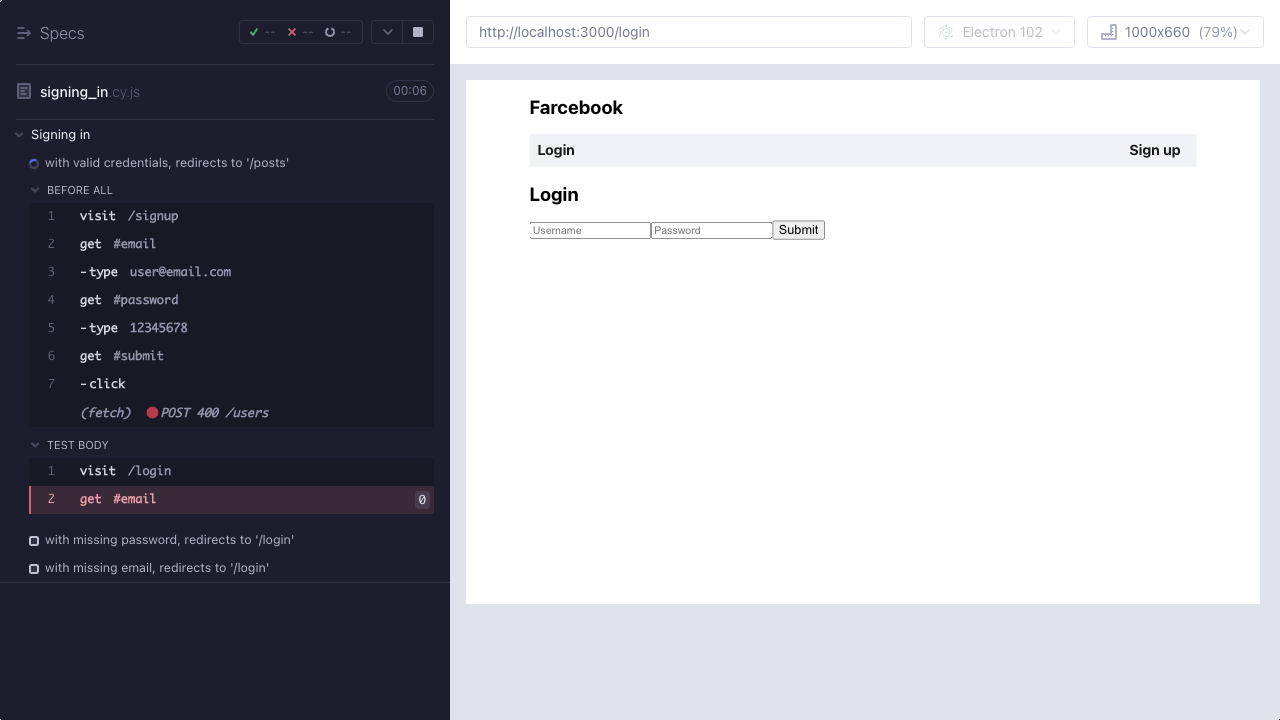 Specs
-- -- --
signing_in.cy.js 00:06
Signing in
with valid credentials, redirects to '/posts'
BEFORE ALL
1 visit /signup
2 get #email
3 -type user@email.com
4 get #password
5 -type 12345678
6 get #submit
7 -click
(fetch) POST 400 /users
TEST BODY
1 visit /login
2 get #email 0
with missing password, redirects to '/login'
with missing email, redirects to '/login'
http://localhost:3000/login
Electron 102
1000x660 (79%)
Farcebook
Login Sign up
Login
Username Password Submit